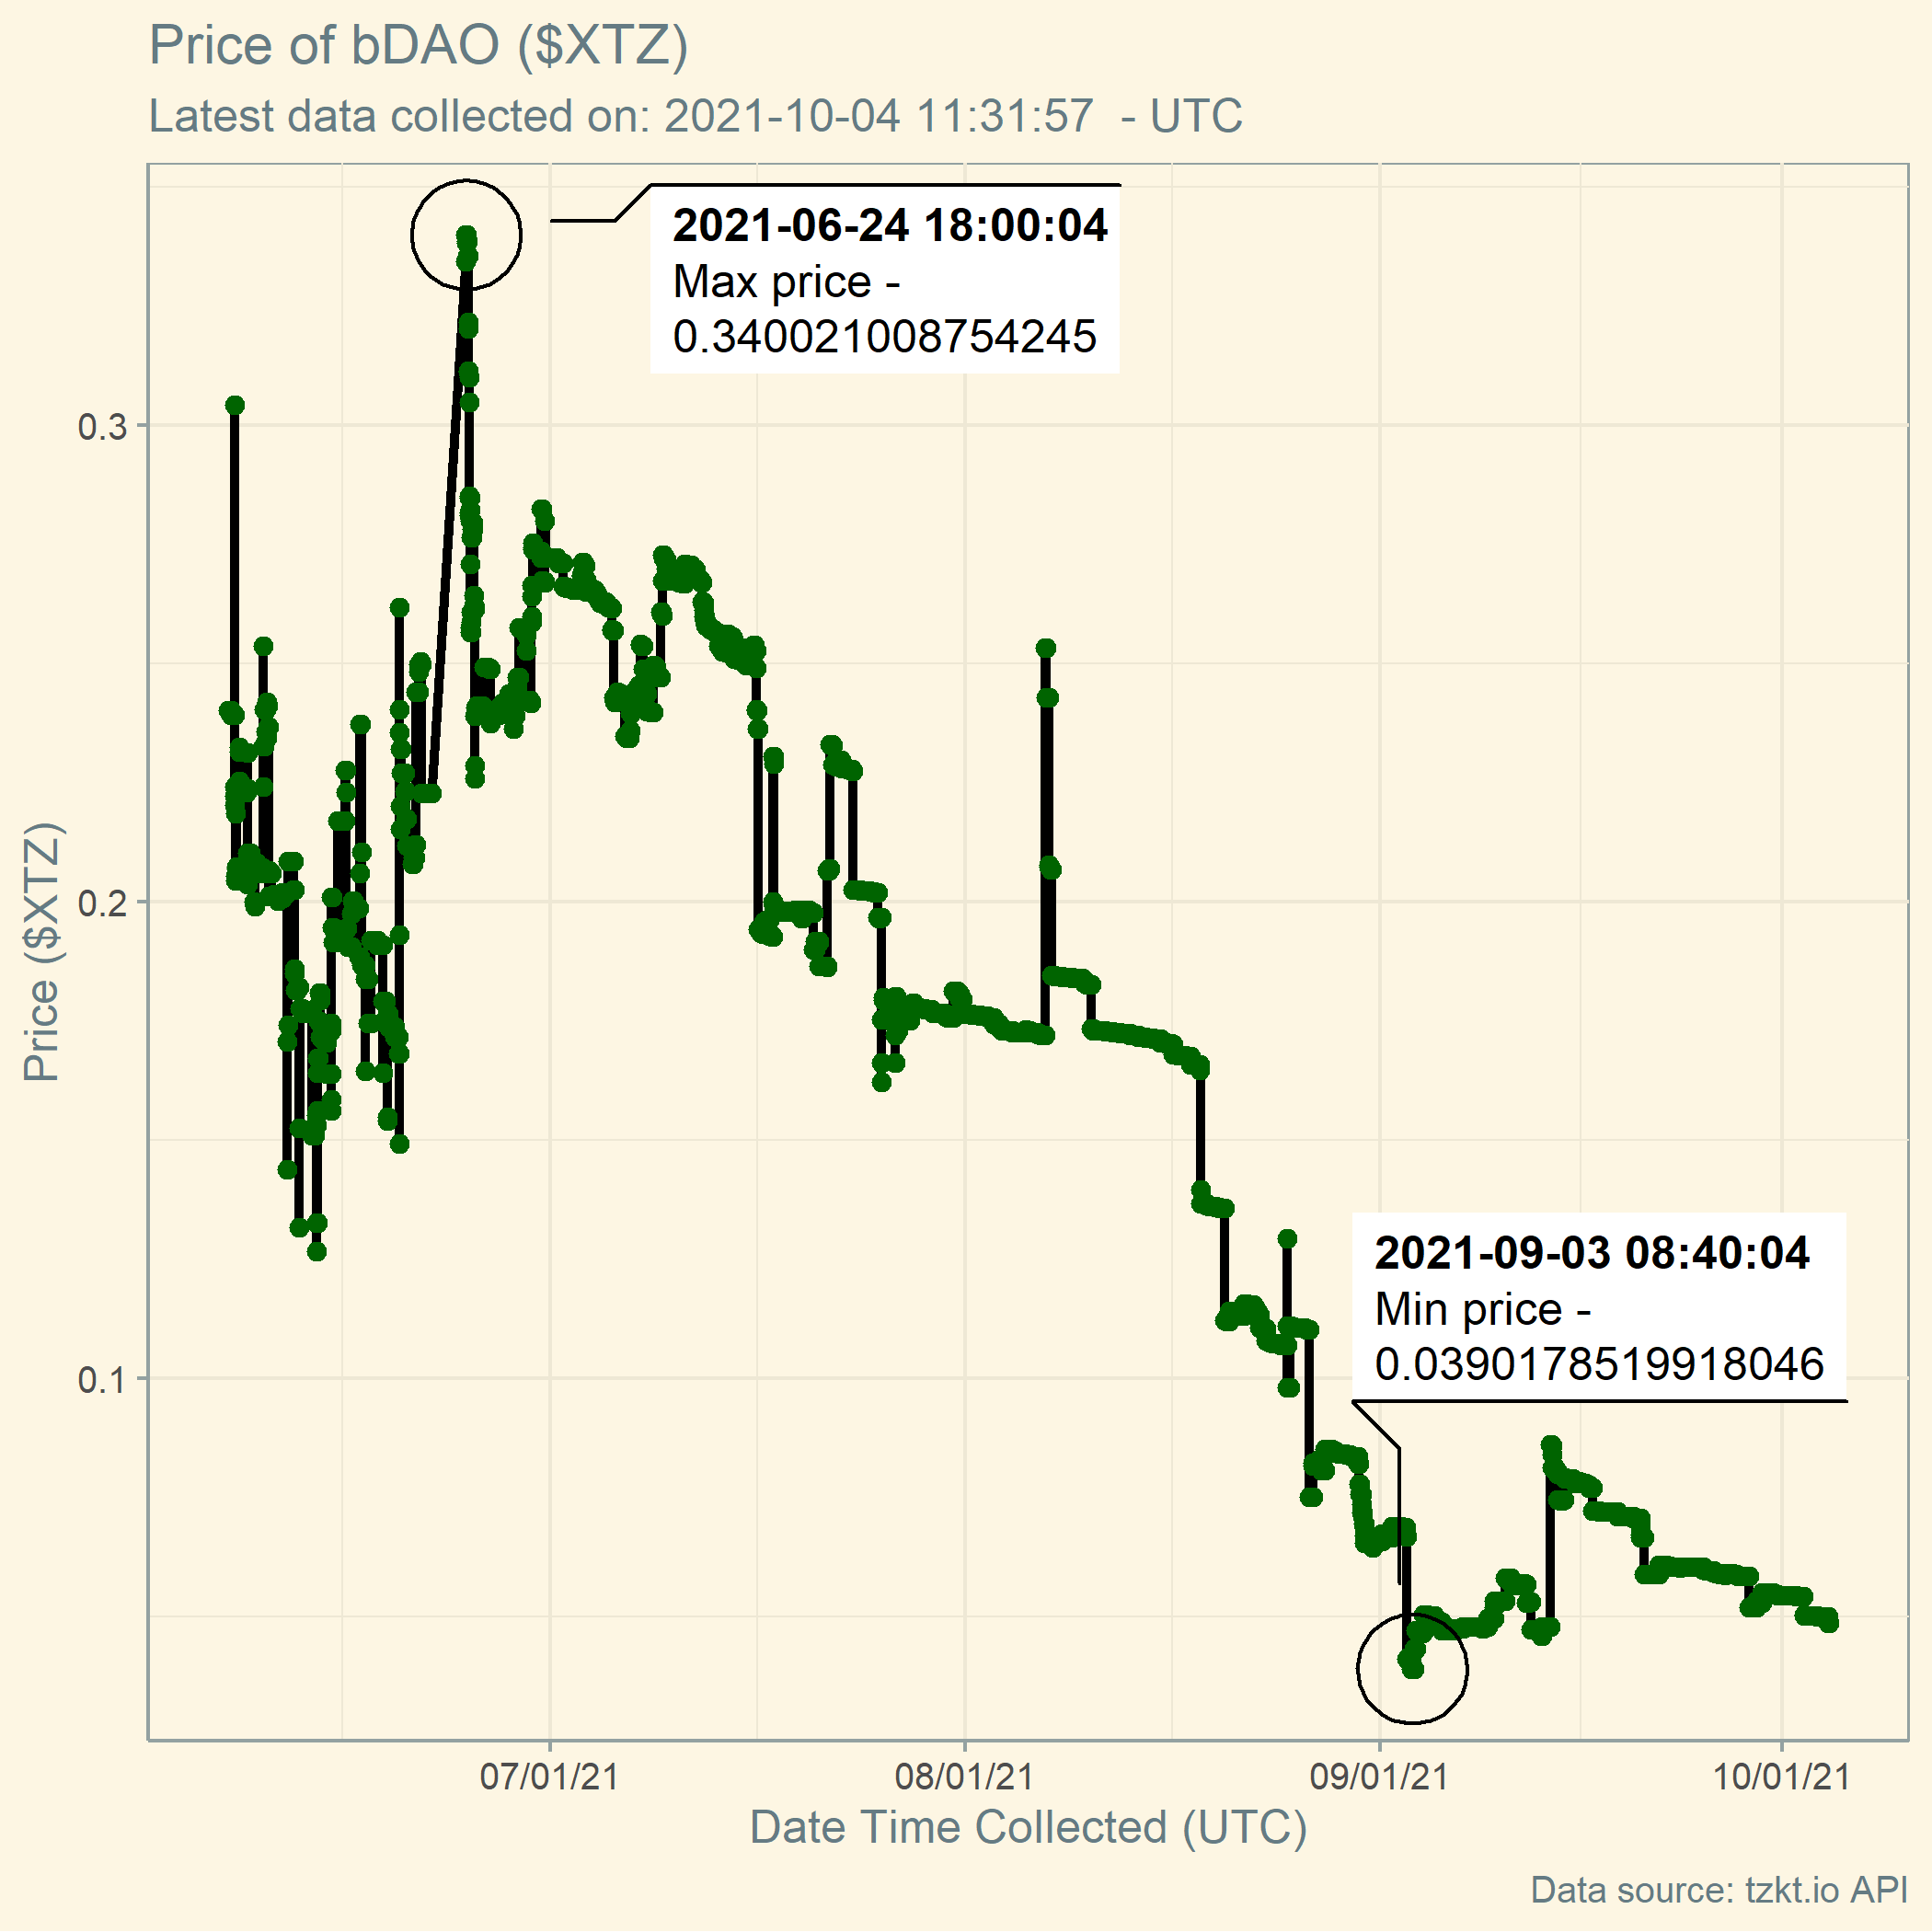 Price of bDAO ($XTZ)
Latest data collected on: 2021-10-04 11:31:57  - UTC
2021-06-24 18:00:04
Max price -
0.340021008754245
0.3
0.2
0.1
Price ($XTZ)
2021-09-03 08:40:04
Min price -
0.0390178519918046
07/01/21
08/01/21
09/01/21
10/01/21
Date Time Collected (UTC)
Data source: tzkt.io API